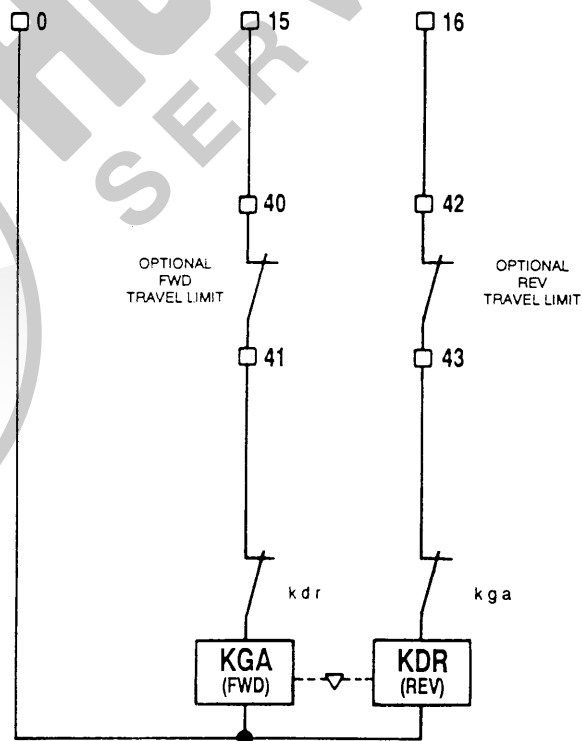 0
15
16
40
42
OPTIONAL
FWD
TRAVEL LIMIT
OPTIONAL
REV
TRAVEL LIMIT
41
43
kdr
kga
KGA
(FWD)
KDR
(REV)